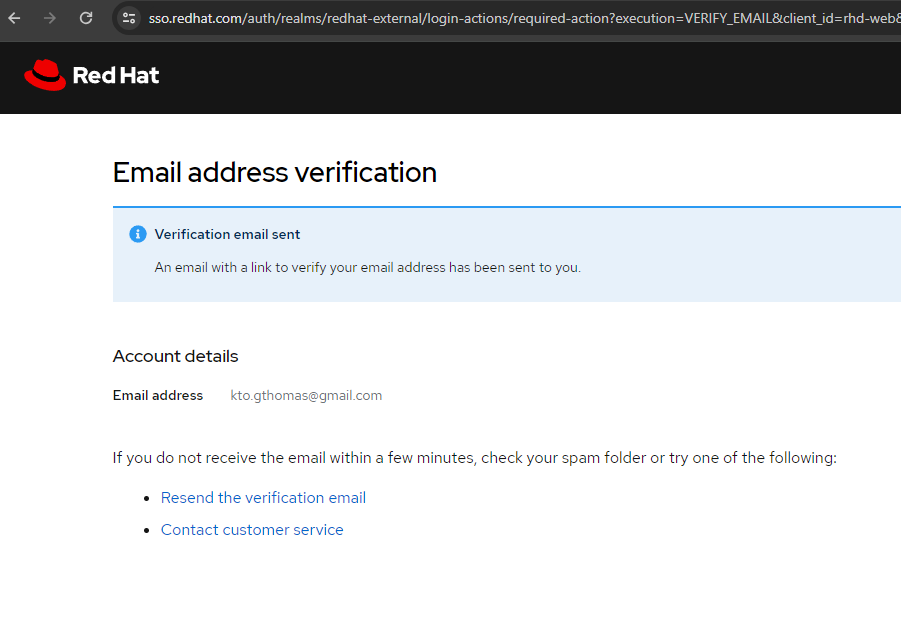 sso.redhat.com/auth/realms/redhat-external/login-actions/required-action?execution=VERIFY_EMAIL&client_id=rhd-web&
Red Hat
Email address verification
Verification email sent
An email with a link to verify your email address has been sent to you.
Account details
Email address kto.gthomas@gmail.com
If you do not receive the email within a few minutes, check your spam folder or try one of the following:
• Resend the verification email
• Contact customer service